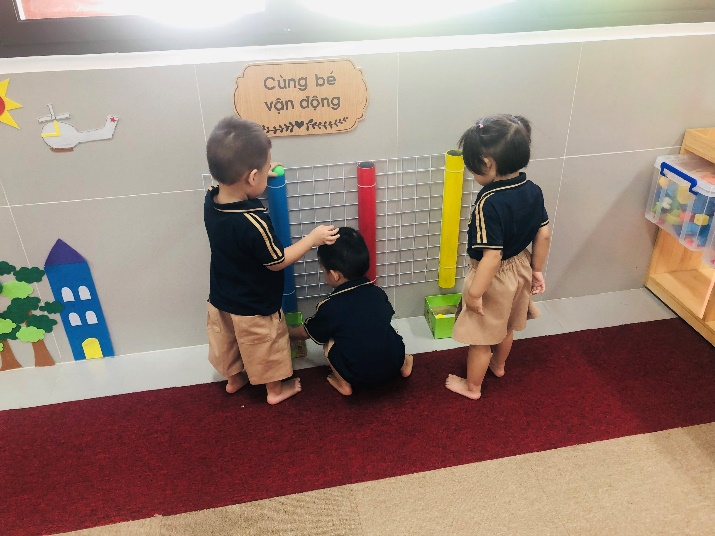 Cùng bé
vận động